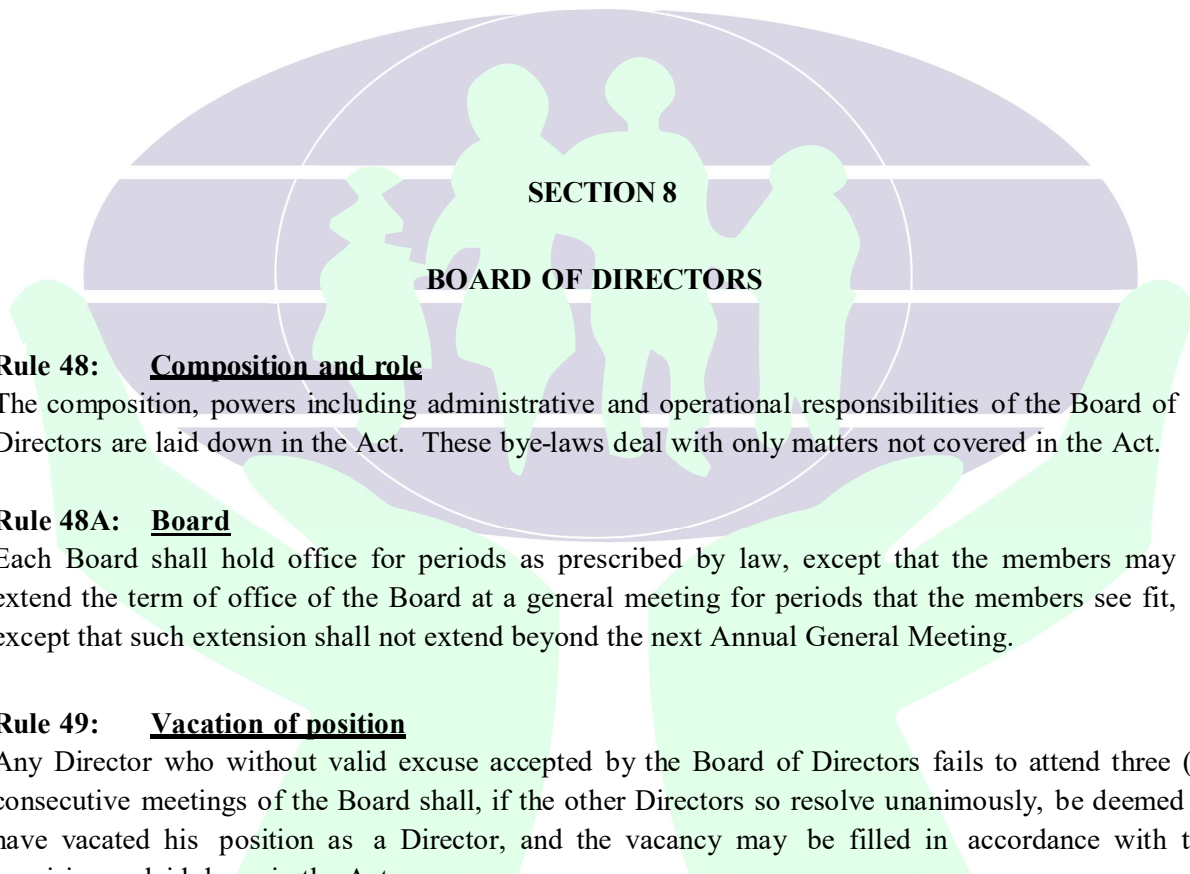 SECTION 8
BOARD OF DIRECTORS
Rule 48: Composition and role
The composition, powers including administrative and operational responsibilities of the Board of
Directors are laid down in the Act. These bye-laws deal with only matters not covered in the Act.
Rule 48A: Board
Each Board shall hold office for periods as prescribed by law, except that the members may
extend the term of office of the Board at a general meeting for periods that the members see fit,
except that such extension shall not extend beyond the next Annual General Meeting.
Rule 49: Vacation of position
Any Director who without valid excuse accepted by the Board of Directors fails to attend three (
consecutive meetings of the Board shall, if the other Directors so resolve unanimously, be deemed
have vacated his position as a Director, and the vacancy may be filled in accordance with t